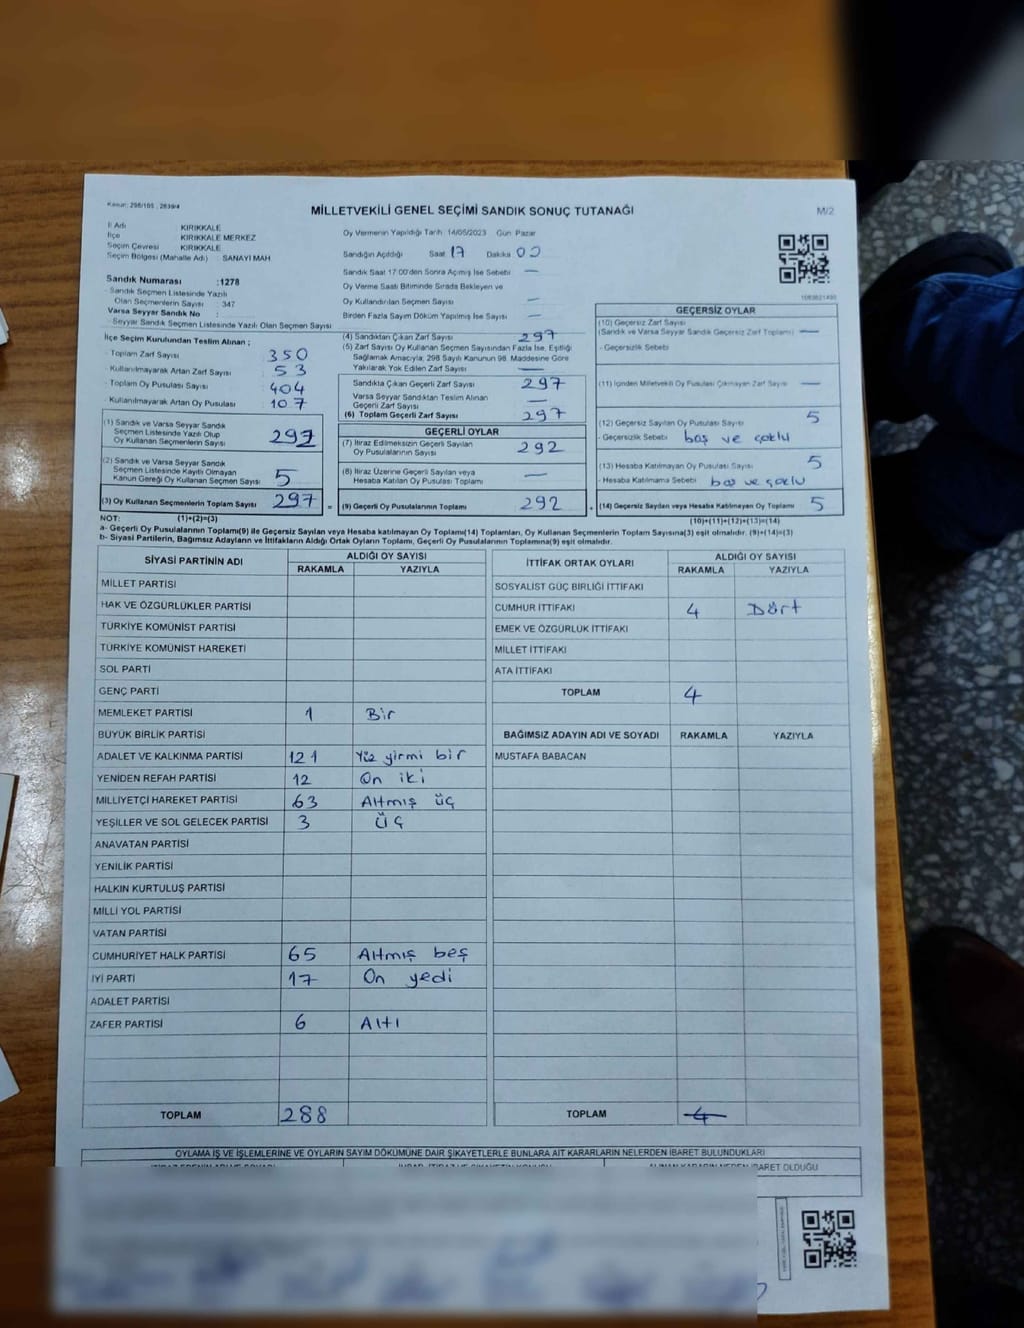 Kanun: 298/105 , 2839/4
MİLLETVEKİLİ GENEL SEÇİMİ SANDIK SONUÇ TUTANAĞI
M/2
İl Adı KIRIKKALE
İlçe KIRIKKALE MERKEZ
Seçim Çevresi KIRIKKALE
Seçim Bölgesi (Mahalle Adı) : SANAYİ MAH
Oy Vermenin Yapıldığı Tarih: 14/05/2023 Gün Pazar
Sandığın Açıldığı Saat 17 Dakika 00
Sandık Saat 17:00'den Sonra Açmış İse Sebebi —
Oy Verme Saati Bitiminde Sırada Bekleyen ve
Oy Kullandırılan Seçmen Sayısı —
Birden Fazla Sayım Döküm Yapılmış İse Sayısı —
Sandık Numarası :1278
- Sandık Seçmen Listesinde Yazılı
Olan Seçmenlerin Sayısı : 347
Varsa Seyyar Sandık No :
- Seyyar Sandık Seçmen Listesinde Yazılı Olan Seçmen Sayısı
İlçe Seçim Kurulundan Teslim Alınan ;
- Toplam Zarf Sayısı : 350
- Kullanılmayarak Artan Zarf Sayısı : 53
- Toplam Oy Pusulası Sayısı : 404
- Kullanılmayarak Artan Oy Pusulası : 107
(1) Sandık ve Varsa Seyyar Sandık
Seçmen Listesinde Yazılı Olup
Oy Kullanan Seçmenlerin Sayısı 297
(2) Sandık ve Varsa Seyyar Sandık
Seçmen Listesinde Kayıtlı Olmayan
Kanun Gereği Oy Kullanan Seçmen Sayısı 5
(3) Oy Kullanan Seçmenlerin Toplam Sayısı 297
(4) Sandıktan Çıkan Zarf Sayısı 297
(5) Zarf Sayısı Oy Kullanan Seçmen Sayısından Fazla İse, Eşitliği
Sağlamak Amacıyla, 298 Sayılı Kanunun 98. Maddesine Göre
Yakılarak Yok Edilen Zarf Sayısı —
Sandıkta Çıkan Geçerli Zarf Sayısı 297
Varsa Seyyar Sandıktan Teslim Alınan
Geçerli Zarf Sayısı —
(6) Toplam Geçerli Zarf Sayısı 297
GEÇERLİ OYLAR
(7) İtiraz Edilmeksizin Geçerli Sayılan
Oy Pusulalarının Sayısı 292
(8) İtiraz Üzerine Geçerli Sayılan veya
Hesaba Katılan Oy Pusulası Toplamı —
= (9) Geçerli Oy Pusulalarının Toplamı 292
GEÇERSİZ OYLAR
(10) Geçersiz Zarf Sayısı
(Sandık ve Varsa Seyyar Sandık Geçersiz Zarf Toplamı) —
- Geçersizlik Sebebi
(11) İçinden Milletvekili Oy Pusulası Çıkmayan Zarf Sayısı —
(12) Geçersiz Sayılan Oy Pusulası Sayısı 5
- Geçersizlik Sebebi boş ve çoklu
(13) Hesaba Katılmayan Oy Pusulası Sayısı 5
- Hesaba Katılmama Sebebi boş ve çoklu
+ (14) Geçersiz Sayılan veya Hesaba Katılmayan Oy Toplamı 5
NOT: (1)+(2)=(3)
(10)+(11)+(12)+(13)=(14)
a- Geçerli Oy Pusulalarının Toplamı(9) ile Geçersiz Sayılan veya Hesaba katılmayan Oy Toplamı(14) Toplamları, Oy Kullanan Seçmenlerin Toplam Sayısına(3) eşit olmalıdır. (9)+(14)=(3)
b- Siyasi Partilerin, Bağımsız Adayların ve İttifakların Aldığı Ortak Oyların Toplamı, Geçerli Oy Pusulalarının Toplamına(9) eşit olmalıdır.
SİYASİ PARTİNİN ADI ALDIĞI OY SAYISI
RAKAMLA YAZIYLA
MİLLET PARTİSİ
HAK VE ÖZGÜRLÜKLER PARTİSİ
TÜRKİYE KOMÜNİST PARTİSİ
TÜRKİYE KOMÜNİST HAREKETİ
SOL PARTİ
GENÇ PARTİ
MEMLEKET PARTİSİ 1 Bir
BÜYÜK BİRLİK PARTİSİ
ADALET VE KALKINMA PARTİSİ 121 Yüz yirmi bir
YENİDEN REFAH PARTİSİ 12 On iki
MİLLİYETÇİ HAREKET PARTİSİ 63 Altmış üç
YEŞİLLER VE SOL GELECEK PARTİSİ 3 üç
ANAVATAN PARTİSİ
YENİLİK PARTİSİ
HALKIN KURTULUŞ PARTİSİ
MİLLİ YOL PARTİSİ
VATAN PARTİSİ
CUMHURİYET HALK PARTİSİ 65 Altmış beş
İYİ PARTİ 17 On yedi
ADALET PARTİSİ
ZAFER PARTİSİ 6 Altı
TOPLAM 288
İTTİFAK ORTAK OYLARI ALDIĞI OY SAYISI
RAKAMLA YAZIYLA
SOSYALİST GÜÇ BİRLİĞİ İTTİFAKI
CUMHUR İTTİFAKI 4 Dört
EMEK VE ÖZGÜRLÜK İTTİFAKI
MİLLET İTTİFAKI
ATA İTTİFAKI
TOPLAM 4
BAĞIMSIZ ADAYIN ADI VE SOYADI RAKAMLA YAZIYLA
MUSTAFA BABACAN
TOPLAM 4
OYLAMA İŞ VE İŞLEMLERİNE VE OYLARIN SAYIM DÖKÜMÜNE DAİR ŞİKAYETLERLE BUNLARA AİT KARARLARIN NELERDEN İBARET BULUNDUKLARI
İBARET OLDUĞU